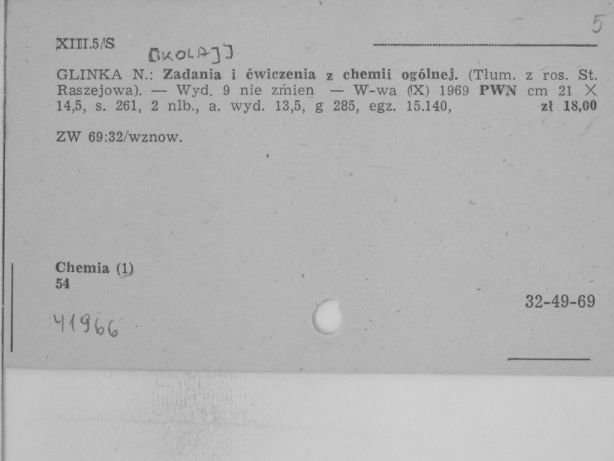 5
XIII.5/S
[IKOLAJ]
GLINKA N.: Zadania i ćwiczenia z chemii ogólnej. (Tłum. z ros. St.
Raszejowa). — Wyd. 9 nie zmien — W-wa (IX) 1969 PWN cm 21 ×
14,5, s. 261, 2 nlb., a. wyd. 13,5, g 285, egz. 15.140, zł 18,00
ZW 69:32/wznow.
Chemia (1)
54
32-49-69
41966